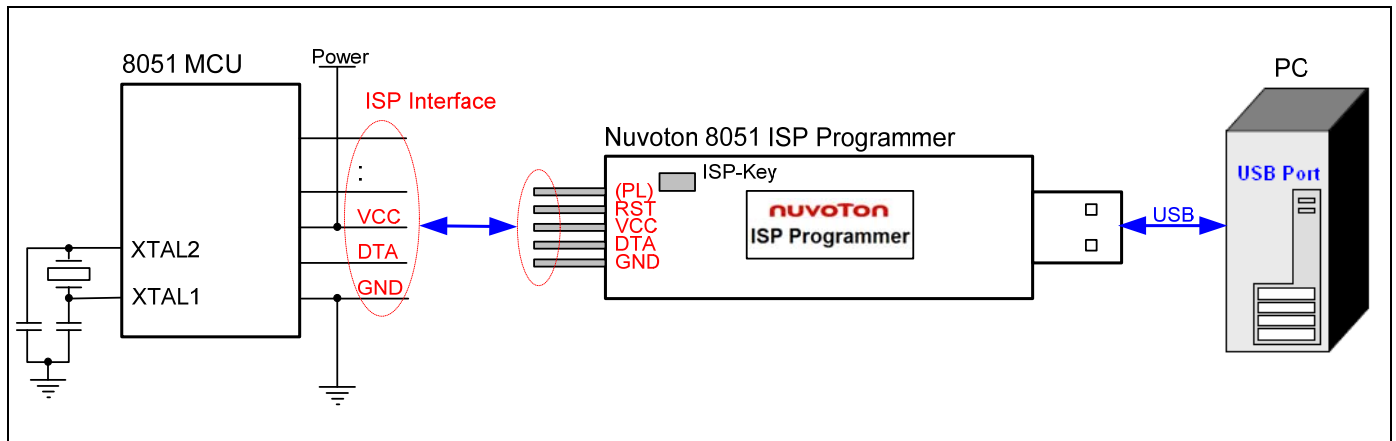 8051 MCU
Power
ISP Interface
:
VCC
DTA
GND
XTAL2
XTAL1
Nuvoton 8051 ISP Programmer
ISP-Key
(PL)
RST
VCC
DTA
GND
nuvoTon
ISP Programmer
USB
PC
USB Port